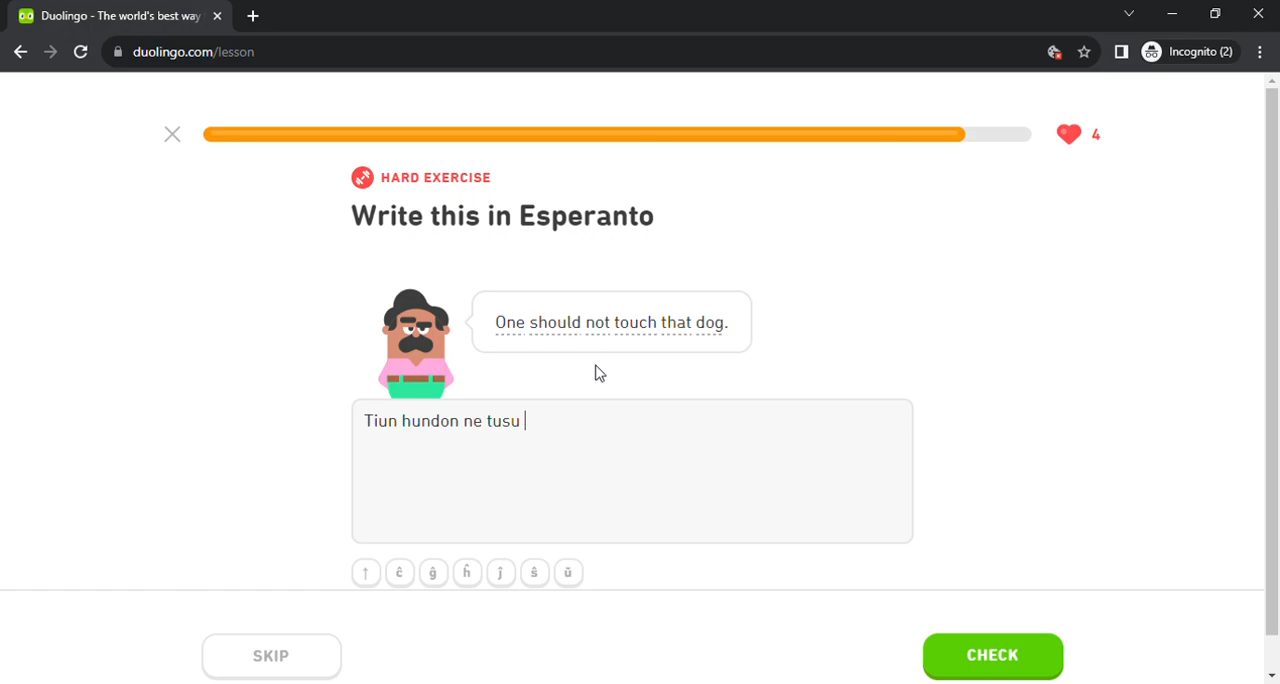 Duolingo - The world's best way
duolingo.com/lesson
Incognito (2)
4
HARD EXERCISE
Write this in Esperanto
One should not touch that dog.
Tiun hundon ne tusu
↑ ĉ ĝ ĥ ĵ ŝ ŭ
SKIP
CHECK